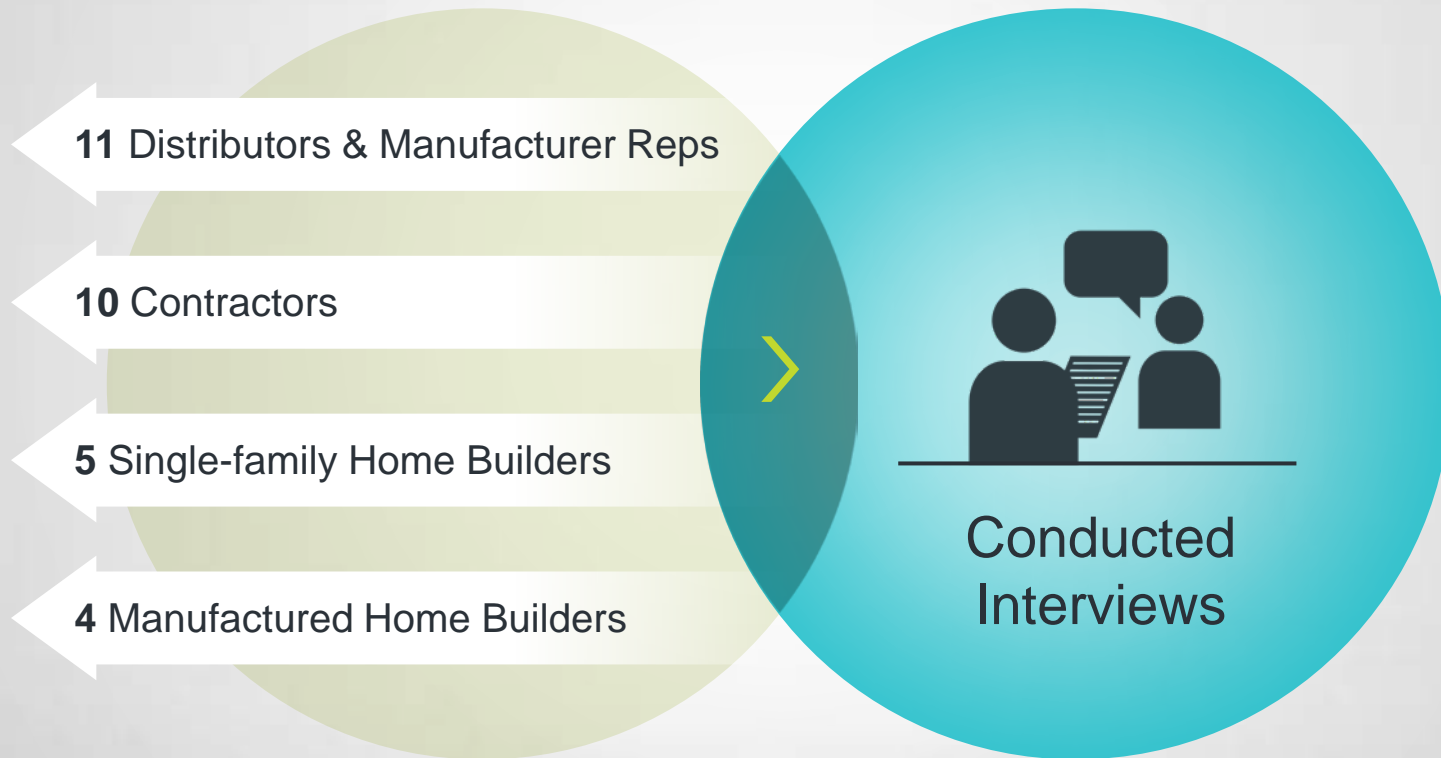 11 Distributors & Manufacturer Reps
10 Contractors
5 Single-family Home Builders
4 Manufactured Home Builders
Conducted
Interviews